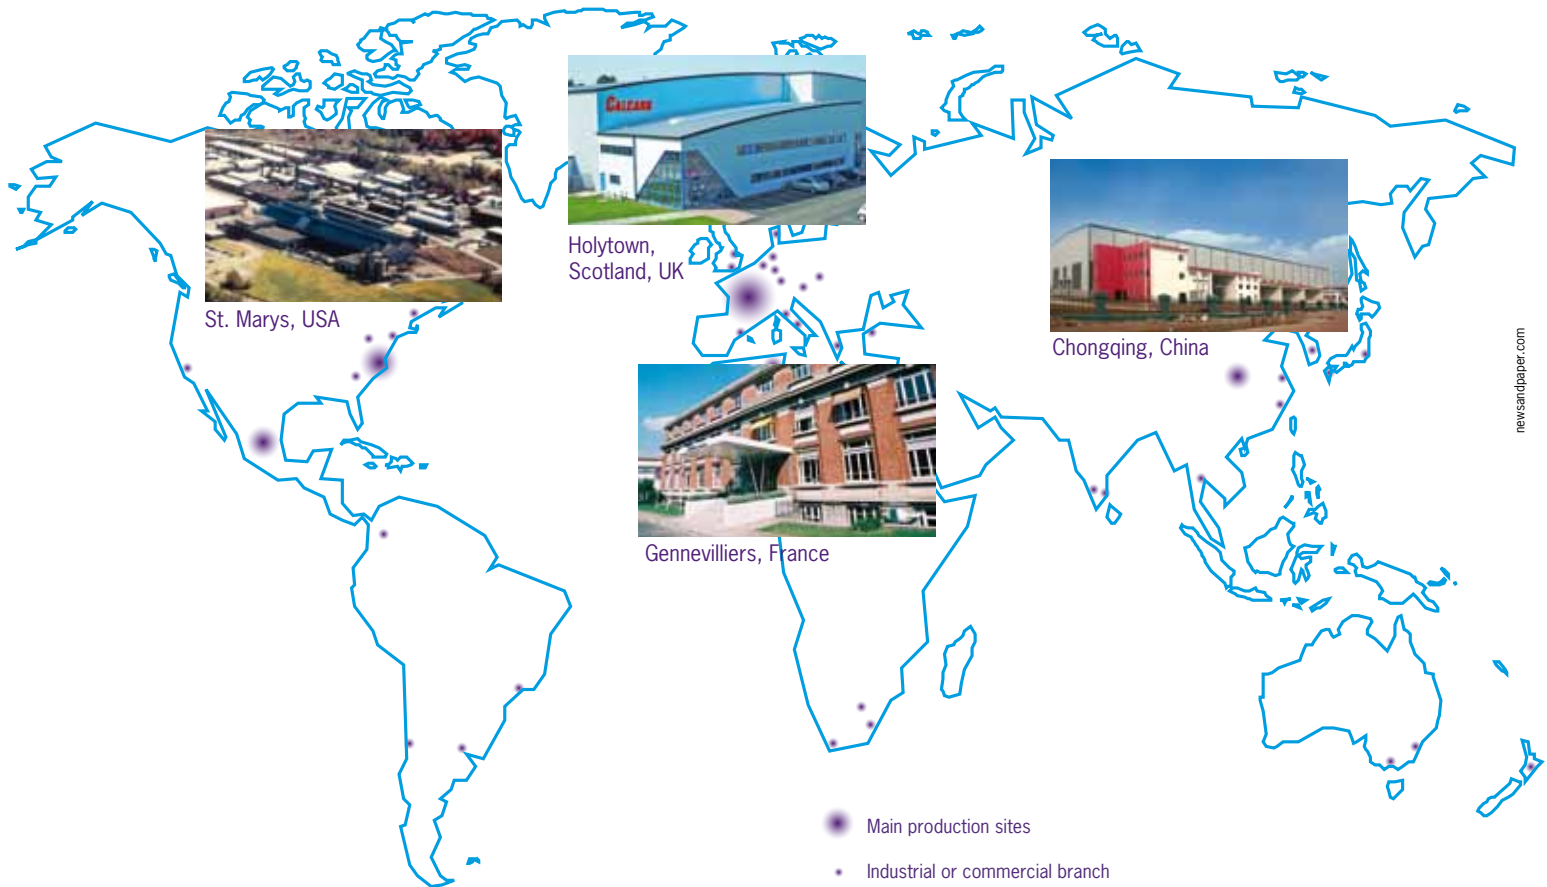 CALCARB
Holytown,
Scotland, UK
St. Marys, USA
Chongqing, China
Gennevilliers, France
newsandpaper.com
Main production sites
Industrial or commercial branch